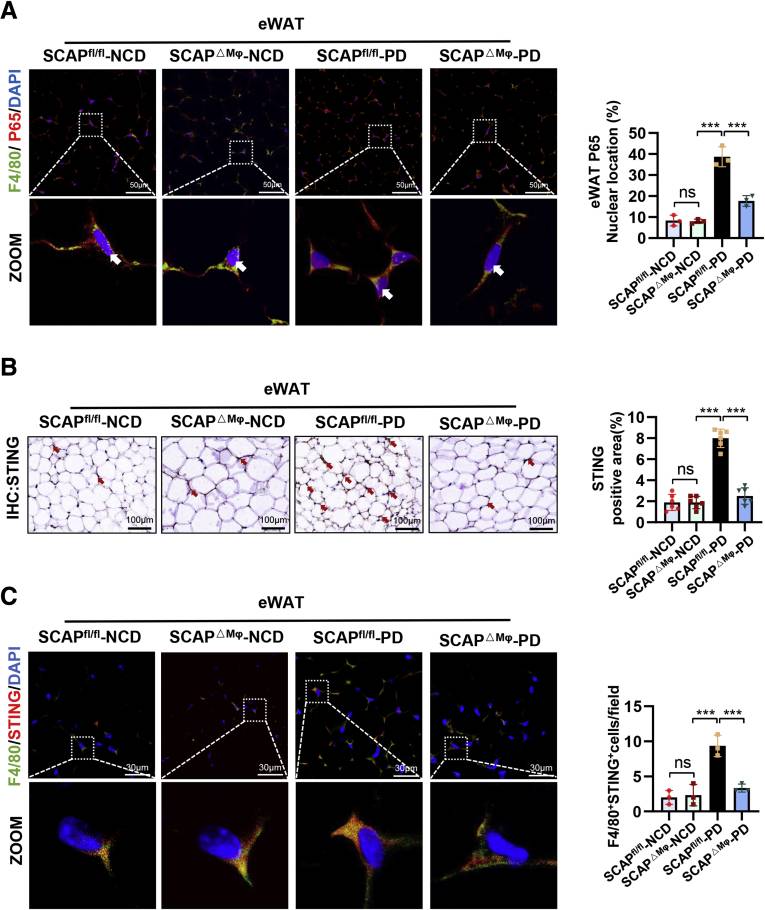 A
eWAT
SCAPfl/fl-NCD SCAP△Mφ-NCD SCAPfl/fl-PD SCAP△Mφ-PD
F4/80/ P65/DAPI
50μm 50μm 50μm 50μm
ZOOM
eWAT P65
Nuclear location (%)
50
40
30
20
10
0
ns *** ***
SCAPfl/fl-NCD
SCAP△Mφ-NCD
SCAPfl/fl-PD
SCAP△Mφ-PD
B
eWAT
SCAPfl/fl-NCD SCAP△Mφ-NCD SCAPfl/fl-PD SCAP△Mφ-PD
IHC:STING
100μm 100μm 100μm 100μm
STING
positive area(%)
10
8
6
4
2
0
ns *** ***
SCAPfl/fl-NCD
SCAP△Mφ-NCD
SCAPfl/fl-PD
SCAP△Mφ-PD
C
eWAT
SCAPfl/fl-NCD SCAP△Mφ-NCD SCAPfl/fl-PD SCAP△Mφ-PD
F4/80/STING/DAPI
30μm 30μm 30μm 30μm
ZOOM
F4/80+STING+cells/field
15
10
5
0
ns *** ***
SCAPfl/fl-NCD
SCAP△Mφ-NCD
SCAPfl/fl-PD
SCAP△Mφ-PD